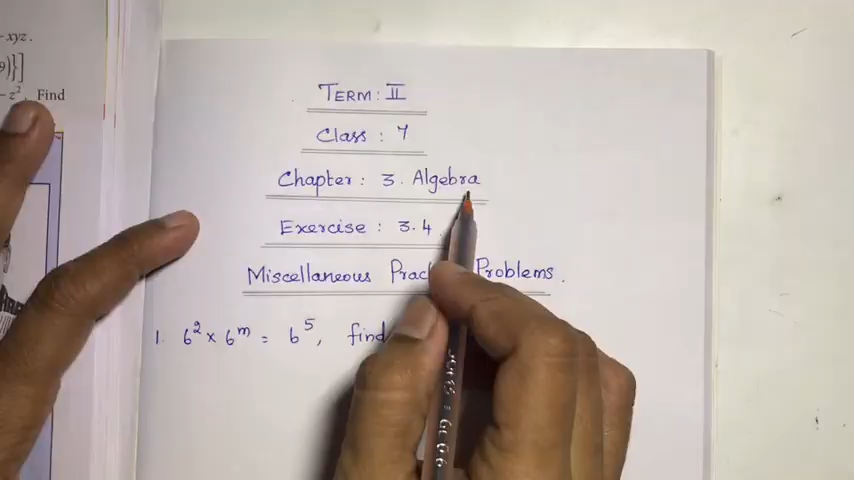 -xyz.
9)}]
-z². Find
TERM: II
Class: 7
Chapter: 3. Algebra
Exercise: 3.4
Miscellaneous Prac Problems.
1. 6² × 6ᵐ = 6⁵, find